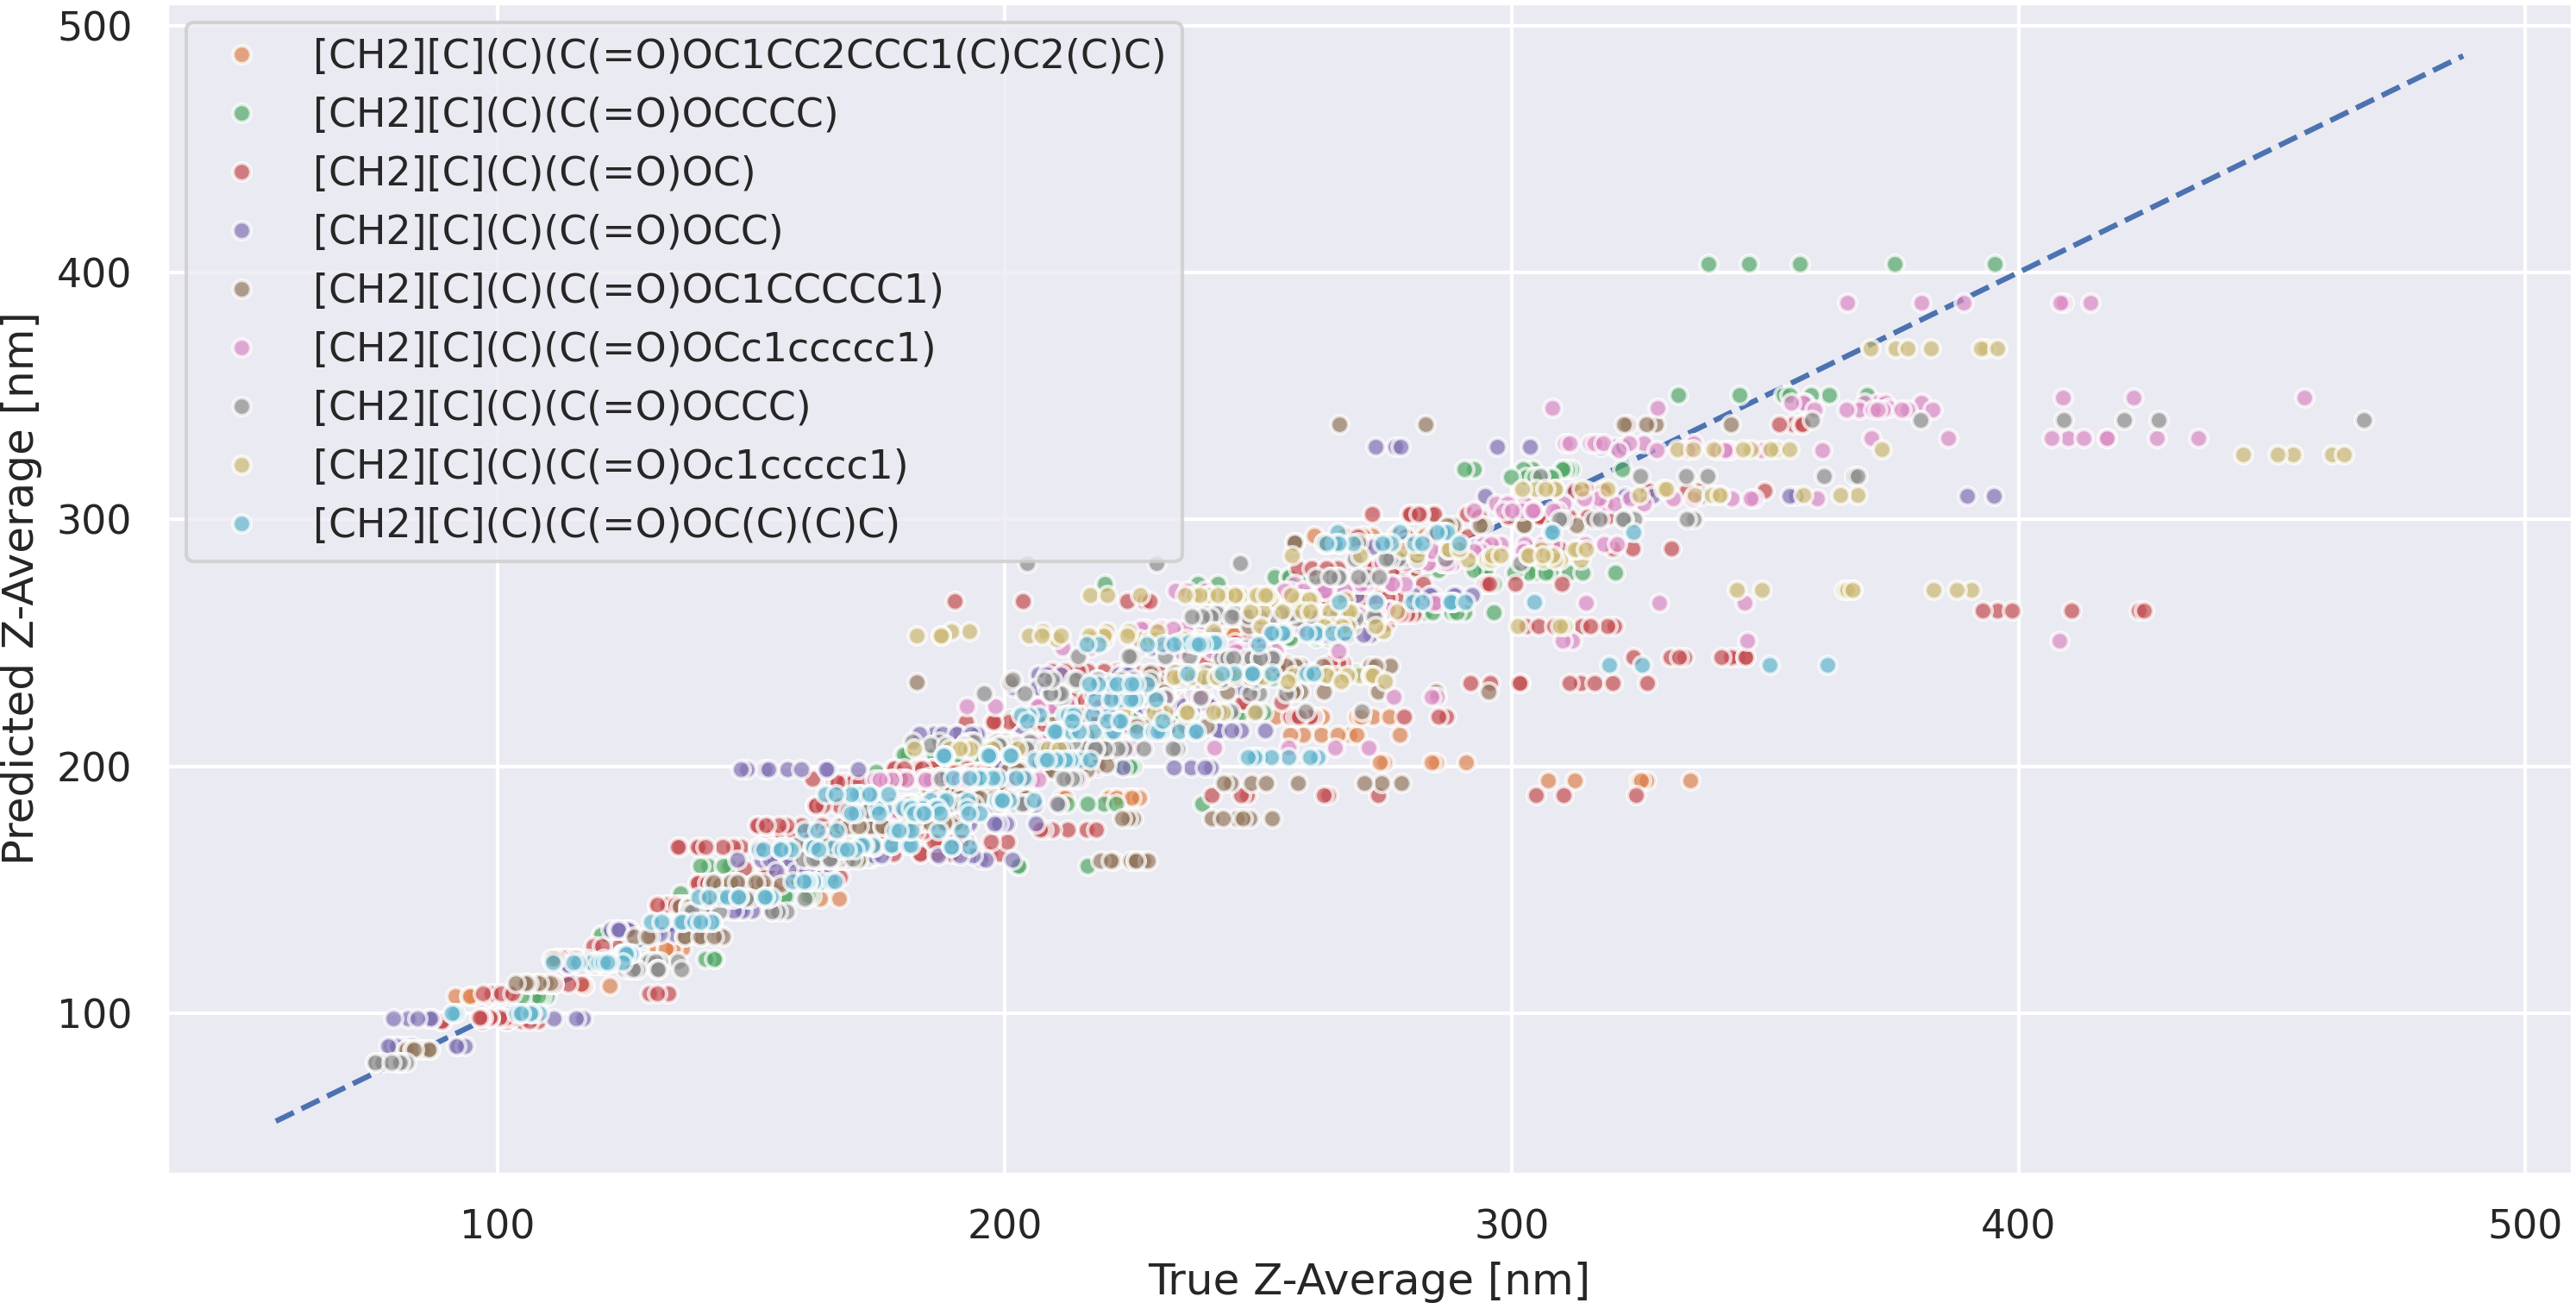 500
400
300
200
100
Predicted Z-Average [nm]
[CH2][C](C)(C(=O)OC1CC2CCC1(C)C2(C)C)
[CH2][C](C)(C(=O)OCCCC)
[CH2][C](C)(C(=O)OC)
[CH2][C](C)(C(=O)OCC)
[CH2][C](C)(C(=O)OC1CCCCC1)
[CH2][C](C)(C(=O)OCc1ccccc1)
[CH2][C](C)(C(=O)OCCC)
[CH2][C](C)(C(=O)Oc1ccccc1)
[CH2][C](C)(C(=O)OC(C)(C)C)
100 200 300 400 500
True Z-Average [nm]